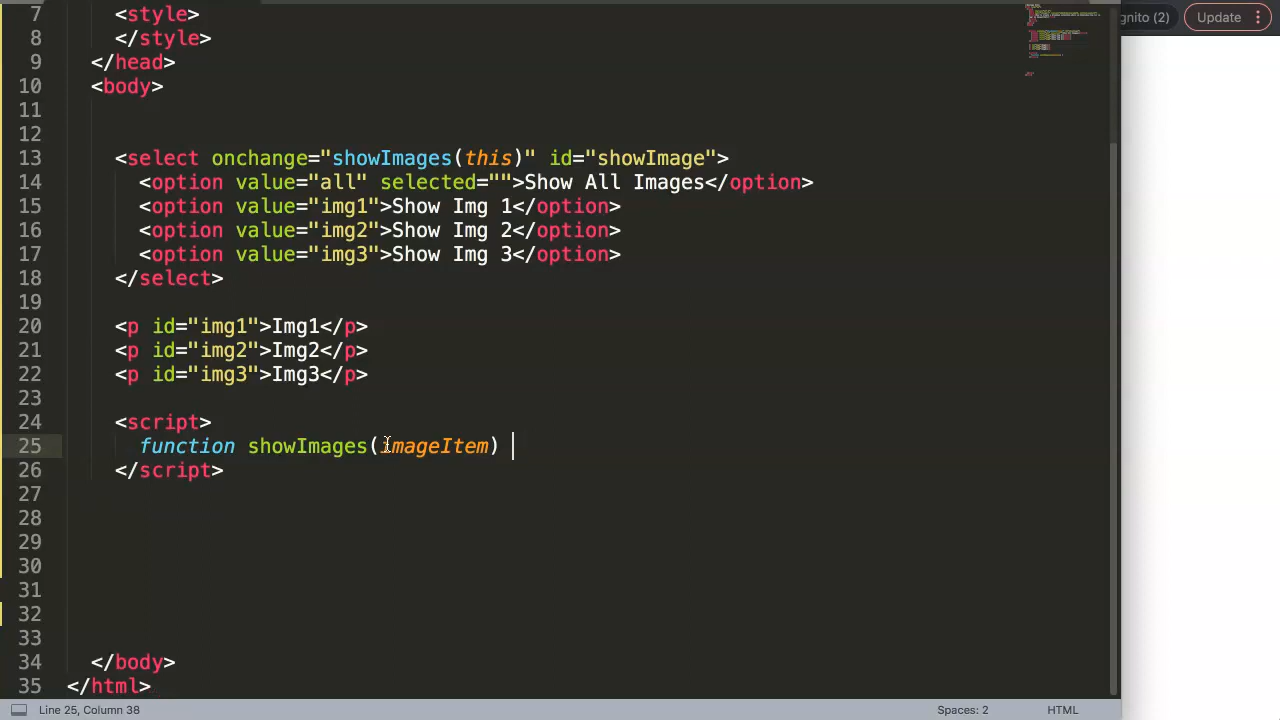 gnito (2)
Update
7 <style>
8 </style>
9 </head>
10 <body>
11
12
13 <select onchange="showImages(this)" id="showImage">
14 <option value="all" selected="">Show All Images</option>
15 <option value="img1">Show Img 1</option>
16 <option value="img2">Show Img 2</option>
17 <option value="img3">Show Img 3</option>
18 </select>
19
20 <p id="img1">Img1</p>
21 <p id="img2">Img2</p>
22 <p id="img3">Img3</p>
23
24 <script>
25 function showImages(imageItem)
26 </script>
27
28
29
30
31
32
33
34 </body>
35 </html>
Line 25, Column 38
Spaces: 2
HTML